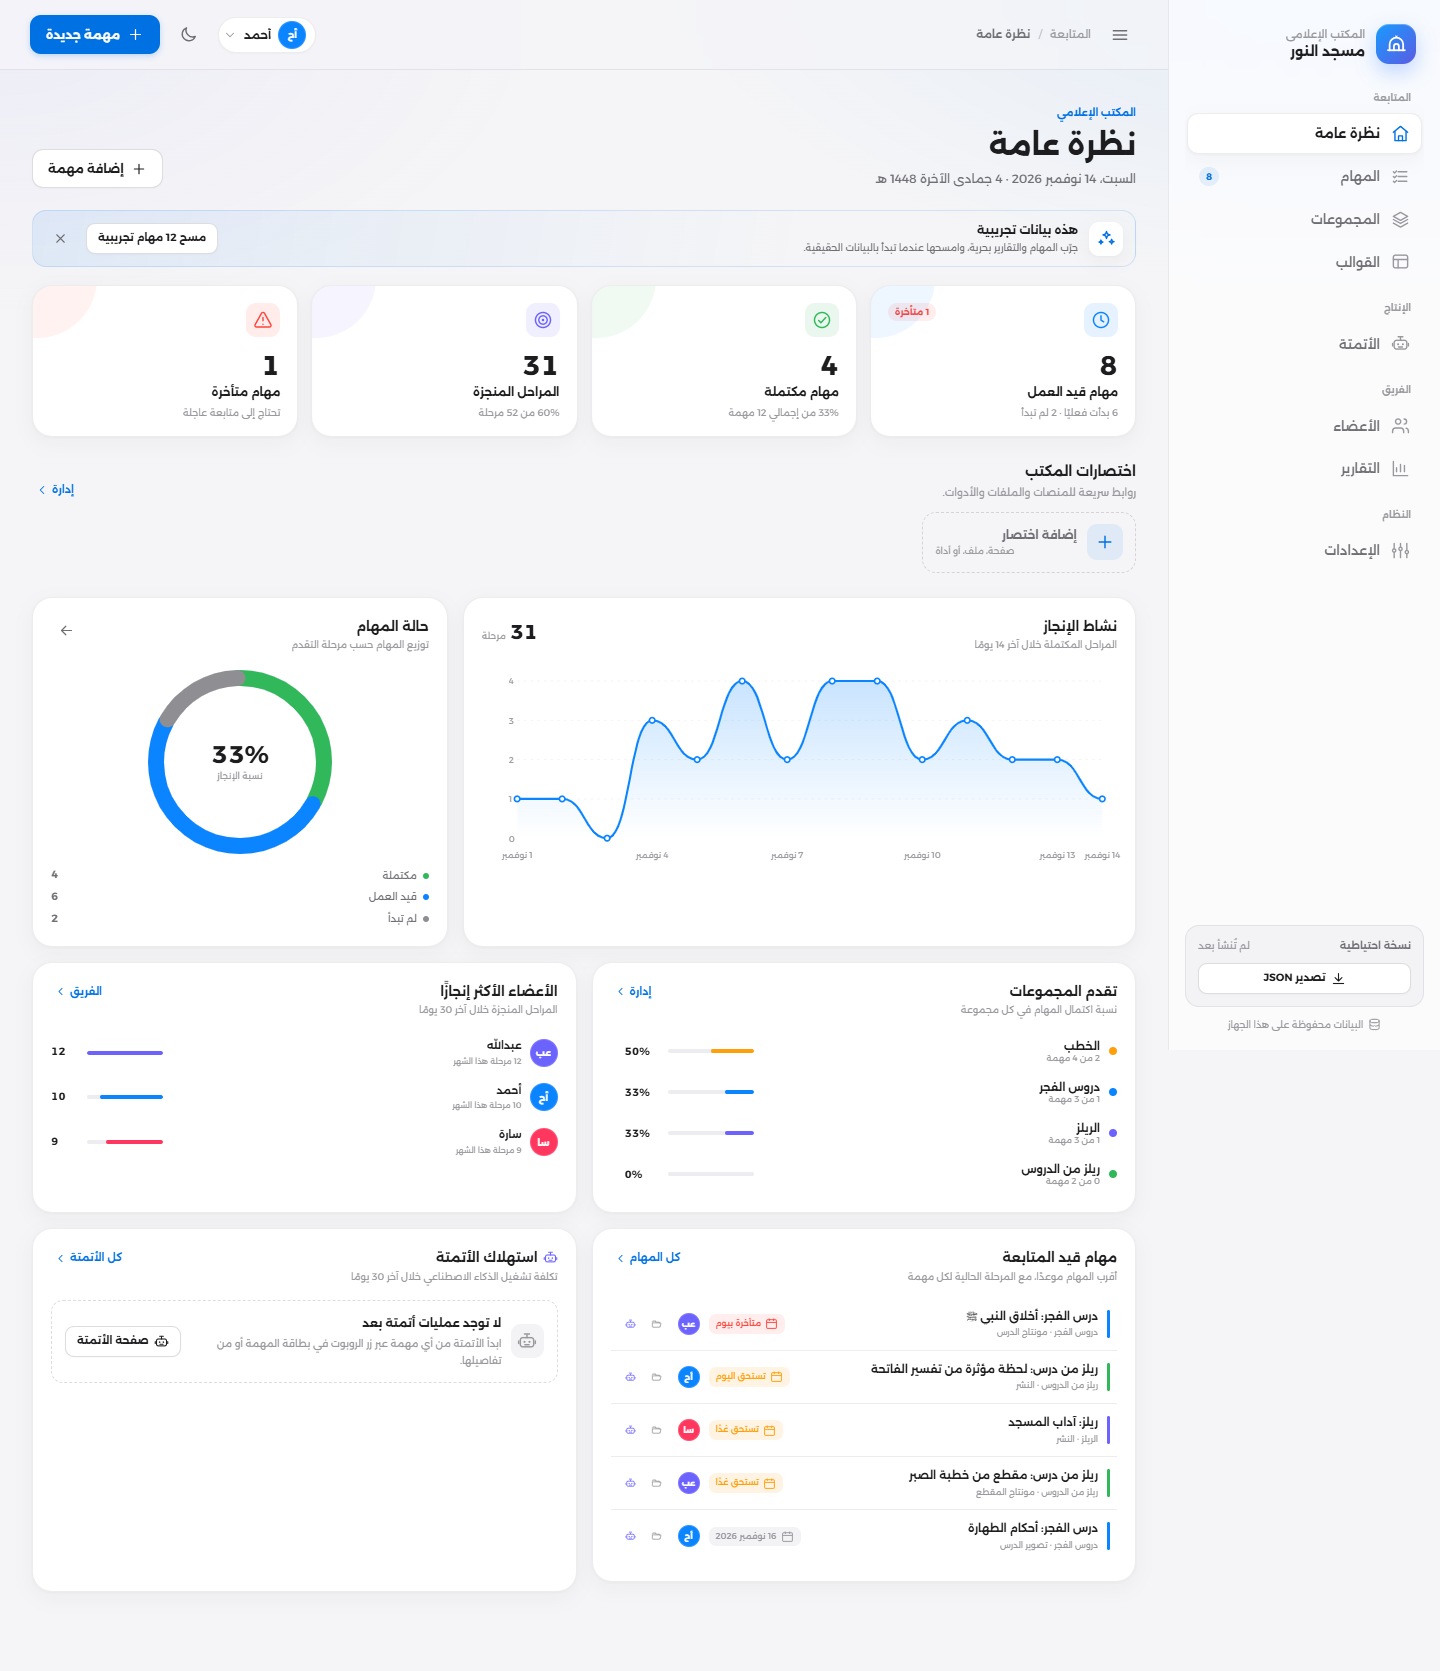 المكتب الإعلامي
مسجد النور
المتابعة
نظرة عامة
المهام
8
المجموعات
القوالب
الإنتاج
الأتمتة
الفريق
الأعضاء
التقارير
النظام
الإعدادات
نسخة احتياطية
لم تُنشأ بعد
تصدير JSON
البيانات محفوظة على هذا الجهاز
المتابعة / نظرة عامة
أح
أحمد
مهمة جديدة
المكتب الإعلامي
نظرة عامة
السبت، 14 نوفمبر 2026 · 4 جمادى الآخرة 1448 هـ
إضافة مهمة
هذه بيانات تجريبية
جرّب المهام والتقارير بحرية، وامسحها عندما تبدأ بالبيانات الحقيقية.
مسح 12 مهام تجريبية
1 متأخرة
8
مهام قيد العمل
6 بدأت فعليًا · 2 لم تبدأ
4
مهام مكتملة
33% من إجمالي 12 مهمة
31
المراحل المنجزة
60% من 52 مرحلة
1
مهام متأخرة
تحتاج إلى متابعة عاجلة
اختصارات المكتب
روابط سريعة للمنصات والملفات والأدوات.
إدارة
إضافة اختصار
صفحة، ملف، أو أداة
نشاط الإنجاز
المراحل المكتملة خلال آخر 14 يومًا
31 مرحلة
4
3
2
1
0
1 نوفمبر
4 نوفمبر
7 نوفمبر
10 نوفمبر
13 نوفمبر
14 نوفمبر
حالة المهام
توزيع المهام حسب مرحلة التقدم
33%
نسبة الإنجاز
مكتملة
4
قيد العمل
6
لم تبدأ
2
تقدم المجموعات
نسبة اكتمال المهام في كل مجموعة
إدارة
الخطب
2 من 4 مهمة
50%
دروس الفجر
1 من 3 مهمة
33%
الريلز
1 من 3 مهمة
33%
ريلز من الدروس
0 من 2 مهمة
0%
الأعضاء الأكثر إنجازًا
المراحل المنجزة خلال آخر 30 يومًا
الفريق
عب
عبدالله
12 مرحلة هذا الشهر
12
أح
أحمد
10 مرحلة هذا الشهر
10
سا
سارة
9 مرحلة هذا الشهر
9
مهام قيد المتابعة
أقرب المهام موعدًا، مع المرحلة الحالية لكل مهمة
كل المهام
درس الفجر: أخلاق النبي ﷺ
دروس الفجر · مونتاج الدرس
متأخرة بيوم
عب
ريلز من درس: لحظة مؤثرة من تفسير الفاتحة
ريلز من الدروس · النشر
تستحق اليوم
أح
ريلز: آداب المسجد
الريلز · النشر
تستحق غدًا
سا
ريلز من درس: مقطع من خطبة الصبر
ريلز من الدروس · مونتاج المقطع
تستحق غدًا
عب
درس الفجر: أحكام الطهارة
دروس الفجر · تصوير الدرس
16 نوفمبر 2026
أح
استهلاك الأتمتة
تكلفة تشغيل الذكاء الاصطناعي خلال آخر 30 يومًا
كل الأتمتة
لا توجد عمليات أتمتة بعد
ابدأ الأتمتة من أي مهمة عبر زر الروبوت في بطاقة المهمة أو من
تفاصيلها.
صفحة الأتمتة